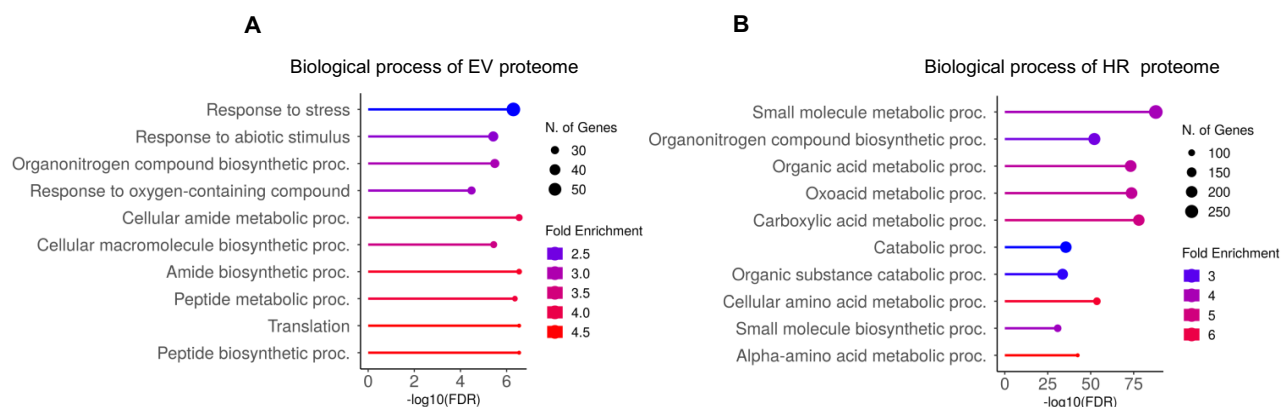 A
Biological process of EV proteome
Response to stress
Response to abiotic stimulus
Organonitrogen compound biosynthetic proc.
Response to oxygen-containing compound
Cellular amide metabolic proc.
Cellular macromolecule biosynthetic proc.
Amide biosynthetic proc.
Peptide metabolic proc.
Translation
Peptide biosynthetic proc.
0 2 4 6
-log10(FDR)
N. of Genes
30
40
50
Fold Enrichment
2.5
3.0
3.5
4.0
4.5
B
Biological process of HR proteome
Small molecule metabolic proc.
Organonitrogen compound biosynthetic proc.
Organic acid metabolic proc.
Oxoacid metabolic proc.
Carboxylic acid metabolic proc.
Catabolic proc.
Organic substance catabolic proc.
Cellular amino acid metabolic proc.
Small molecule biosynthetic proc.
Alpha-amino acid metabolic proc.
0 25 50 75
-log10(FDR)
N. of Genes
100
150
200
250
Fold Enrichment
3
4
5
6